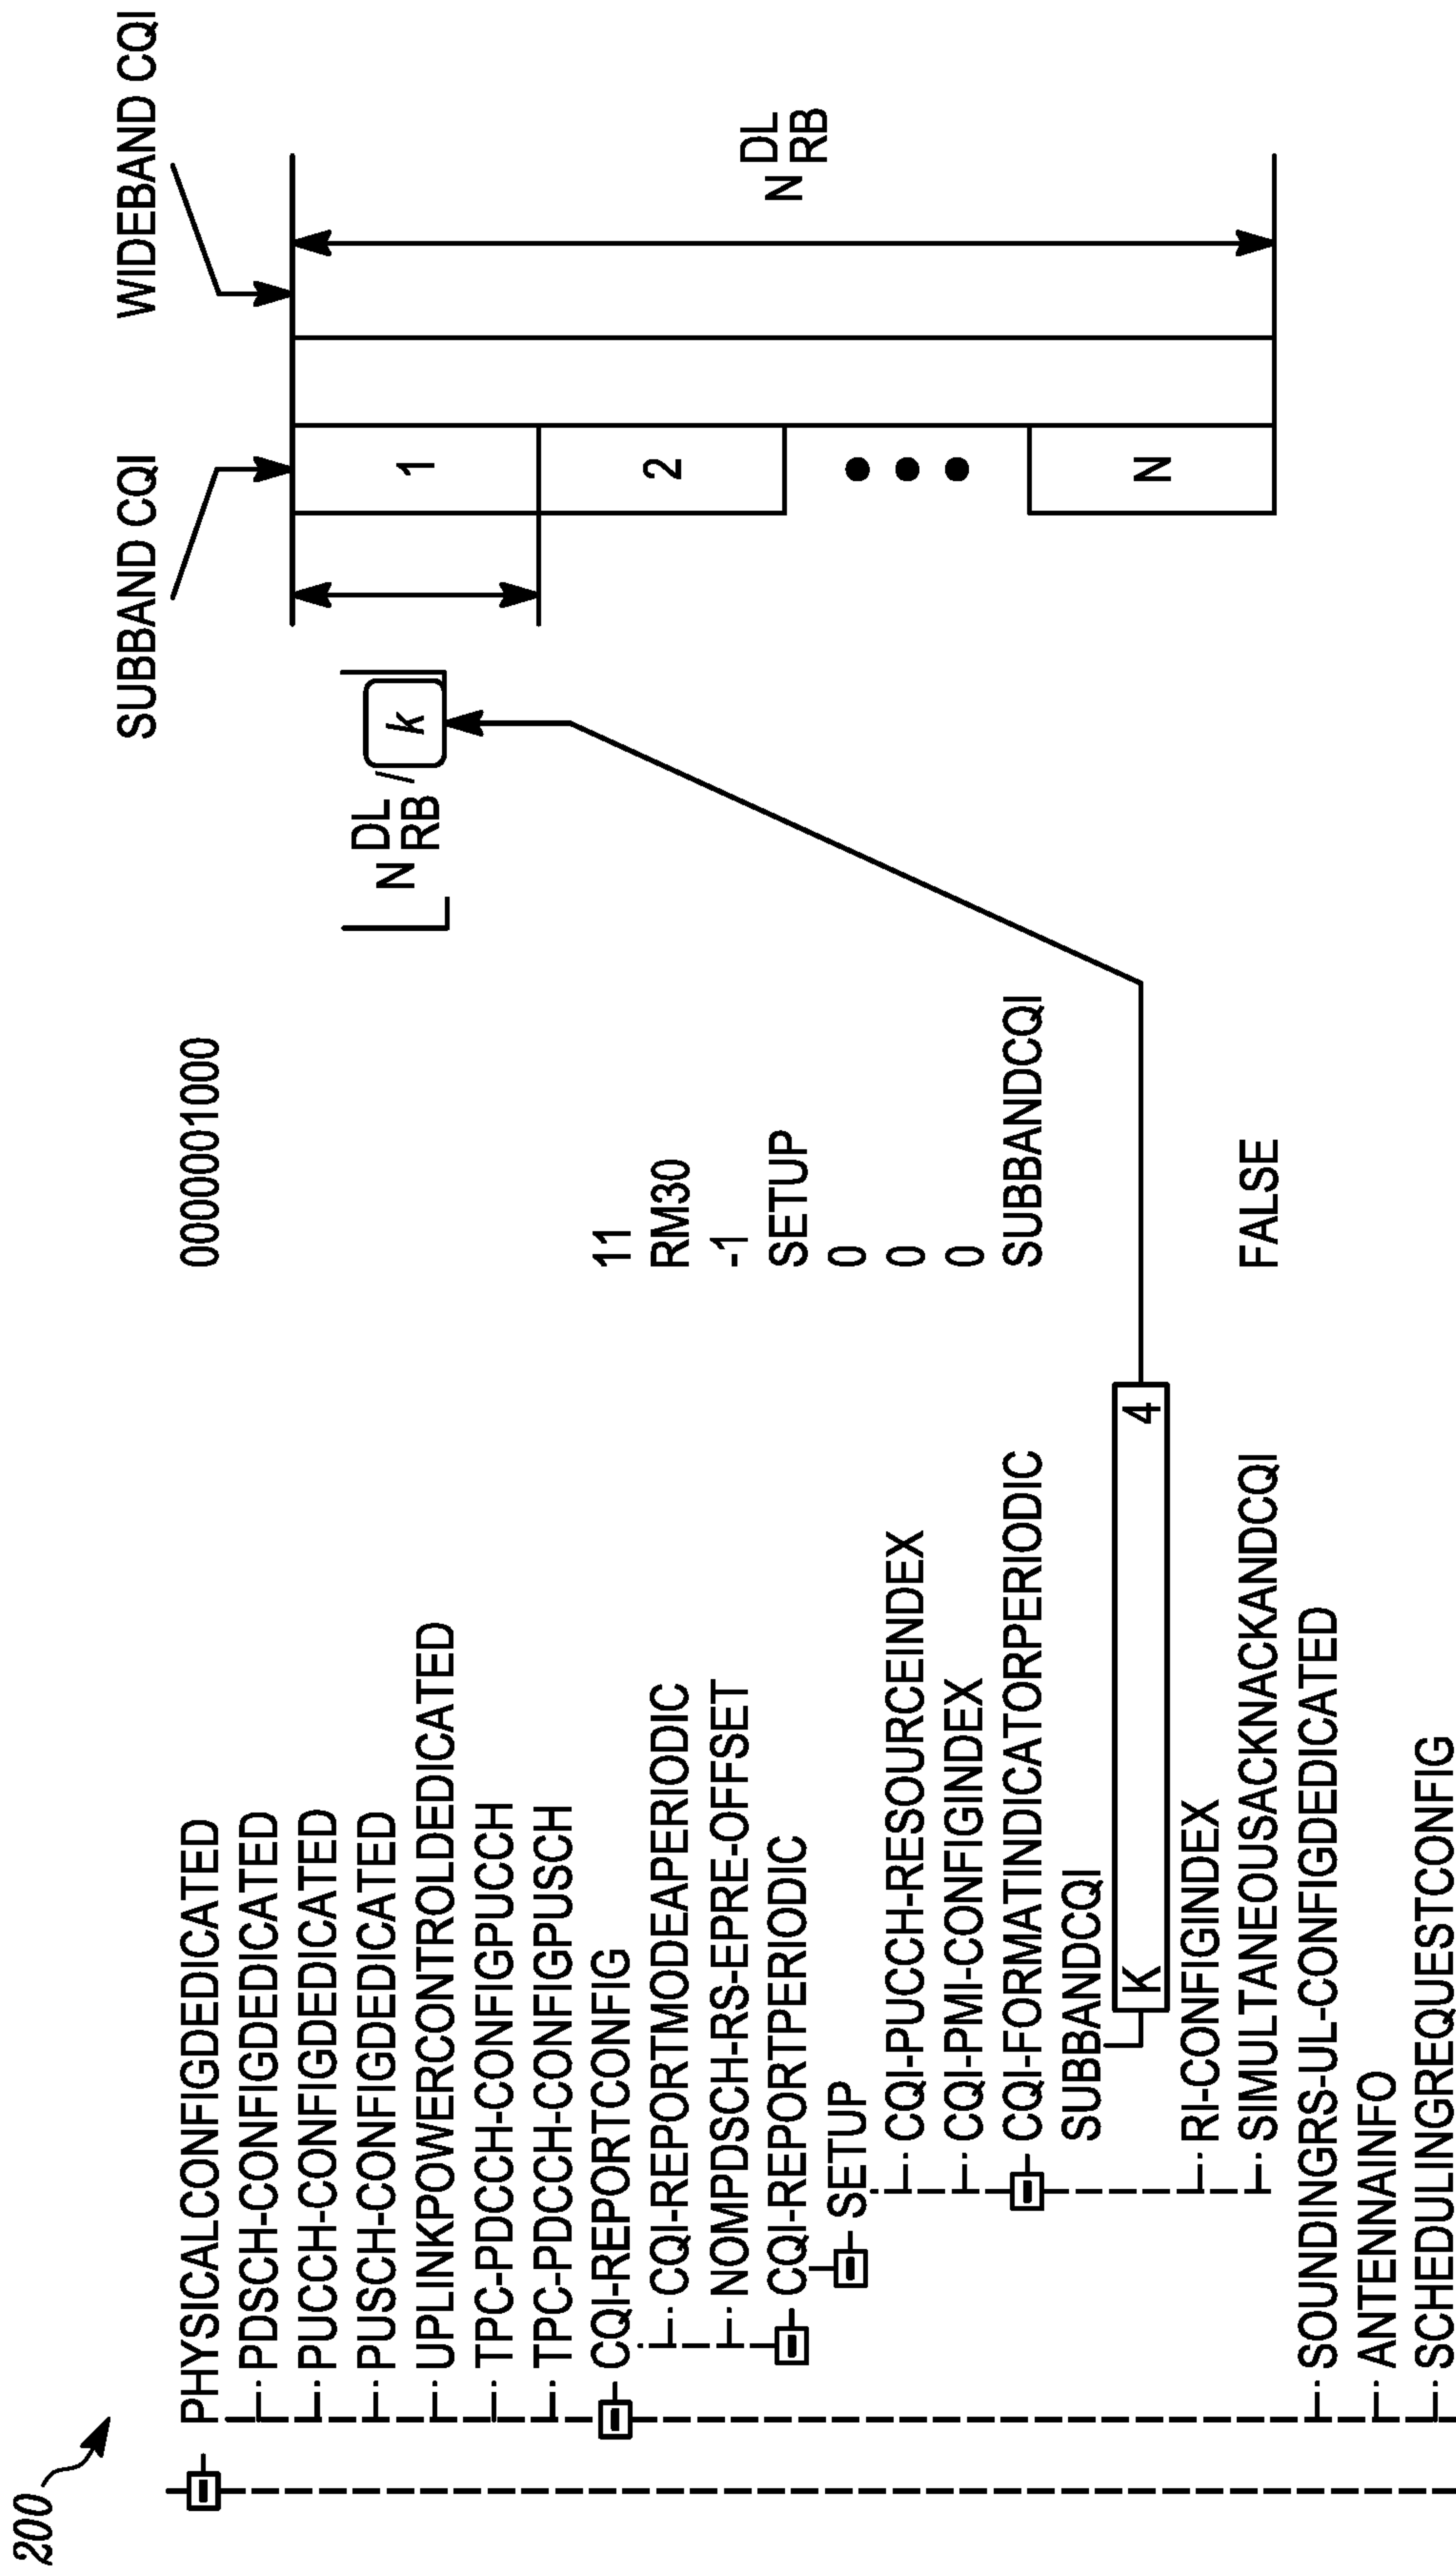 200
SUBBAND CQI WIDEBAND CQI
PHYSICALCONFIGDEDICATED 0000001000
PDSCH-CONFIGDEDICATED
PUCCH-CONFIGDEDICATED
PUSCH-CONFIGDEDICATED
N DL RB / k
UPLINKPOWERCONTROLDEDICATED
1
TPC-PDCCH-CONFIGPUCCH
TPC-PDCCH-CONFIGPUSCH
CQI-REPORTCONFIG 11
CQI-REPORTMODEAPERIODIC RM30
2
NOMPDSCH-RS-EPRE-OFFSET -1
CQI-REPORTPERIODIC SETUP
N DL RB
SETUP 0
CQI-PUCCH-RESOURCEINDEX 0
CQI-PMI-CONFIGINDEX 0
CQI-FORMATINDICATORPERIODIC SUBBANDCQI
SUBBANDCQI
K 4
N
RI-CONFIGINDEX
SIMULTANEOUSACKNACKANDCQI FALSE
SOUNDINGRS-UL-CONFIGDEDICATED
ANTENNAINFO
SCHEDULINGREQUESTCONFIG